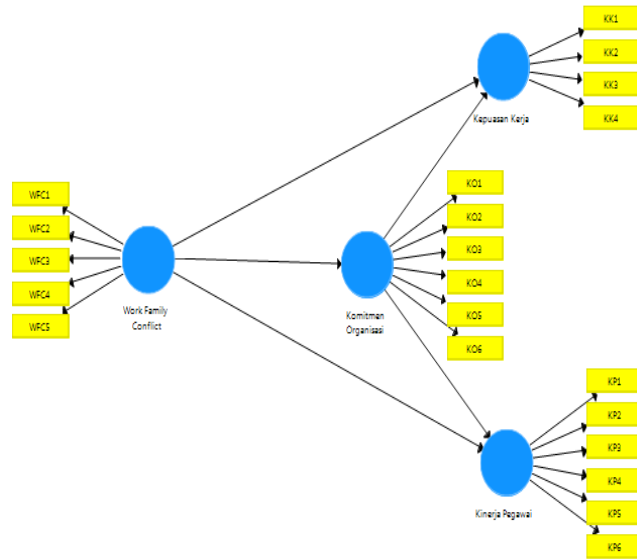 KK1
KK2
KK3
KK4
Kepuasan Kerja
WFC1
WFC2
WFC3
WFC4
WFC5
Work Family
Conflict
KO1
KO2
KO3
KO4
KO5
KO6
Komitmen
Organisasi
KP1
KP2
KP3
KP4
KP5
KP6
Kinerja Pegawai